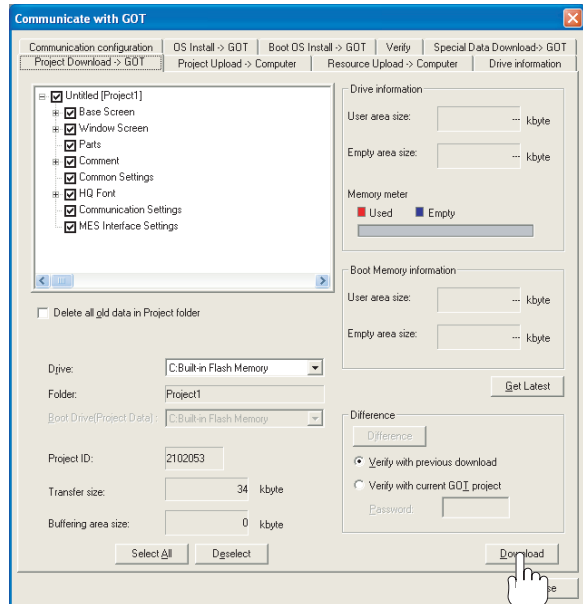 Communicate with GOT
Communication configuration OS Install -> GOT Boot OS Install -> GOT Verify Special Data Download-> GOT
Project Download -> GOT Project Upload -> Computer Resource Upload -> Computer Drive information
Untitled [Project1]
Base Screen
Window Screen
Parts
Comment
Common Settings
HQ Font
Communication Settings
MES Interface Settings
Delete all old data in Project folder
Drive: C:Built-in Flash Memory
Folder: Project1
Boot Drive(Project Data) : C:Built-in Flash Memory
Project ID: 2102053
Transfer size: 34 kbyte
Buffering area size: 0 kbyte
Select All Deselect
Drive information
User area size: --- kbyte
Empty area size: --- kbyte
Memory meter
Used Empty
Boot Memory information
User area size: --- kbyte
Empty area size: --- kbyte
Get Latest
Difference
Difference
Verify with previous download
Verify with current GOT project
Password:
Download